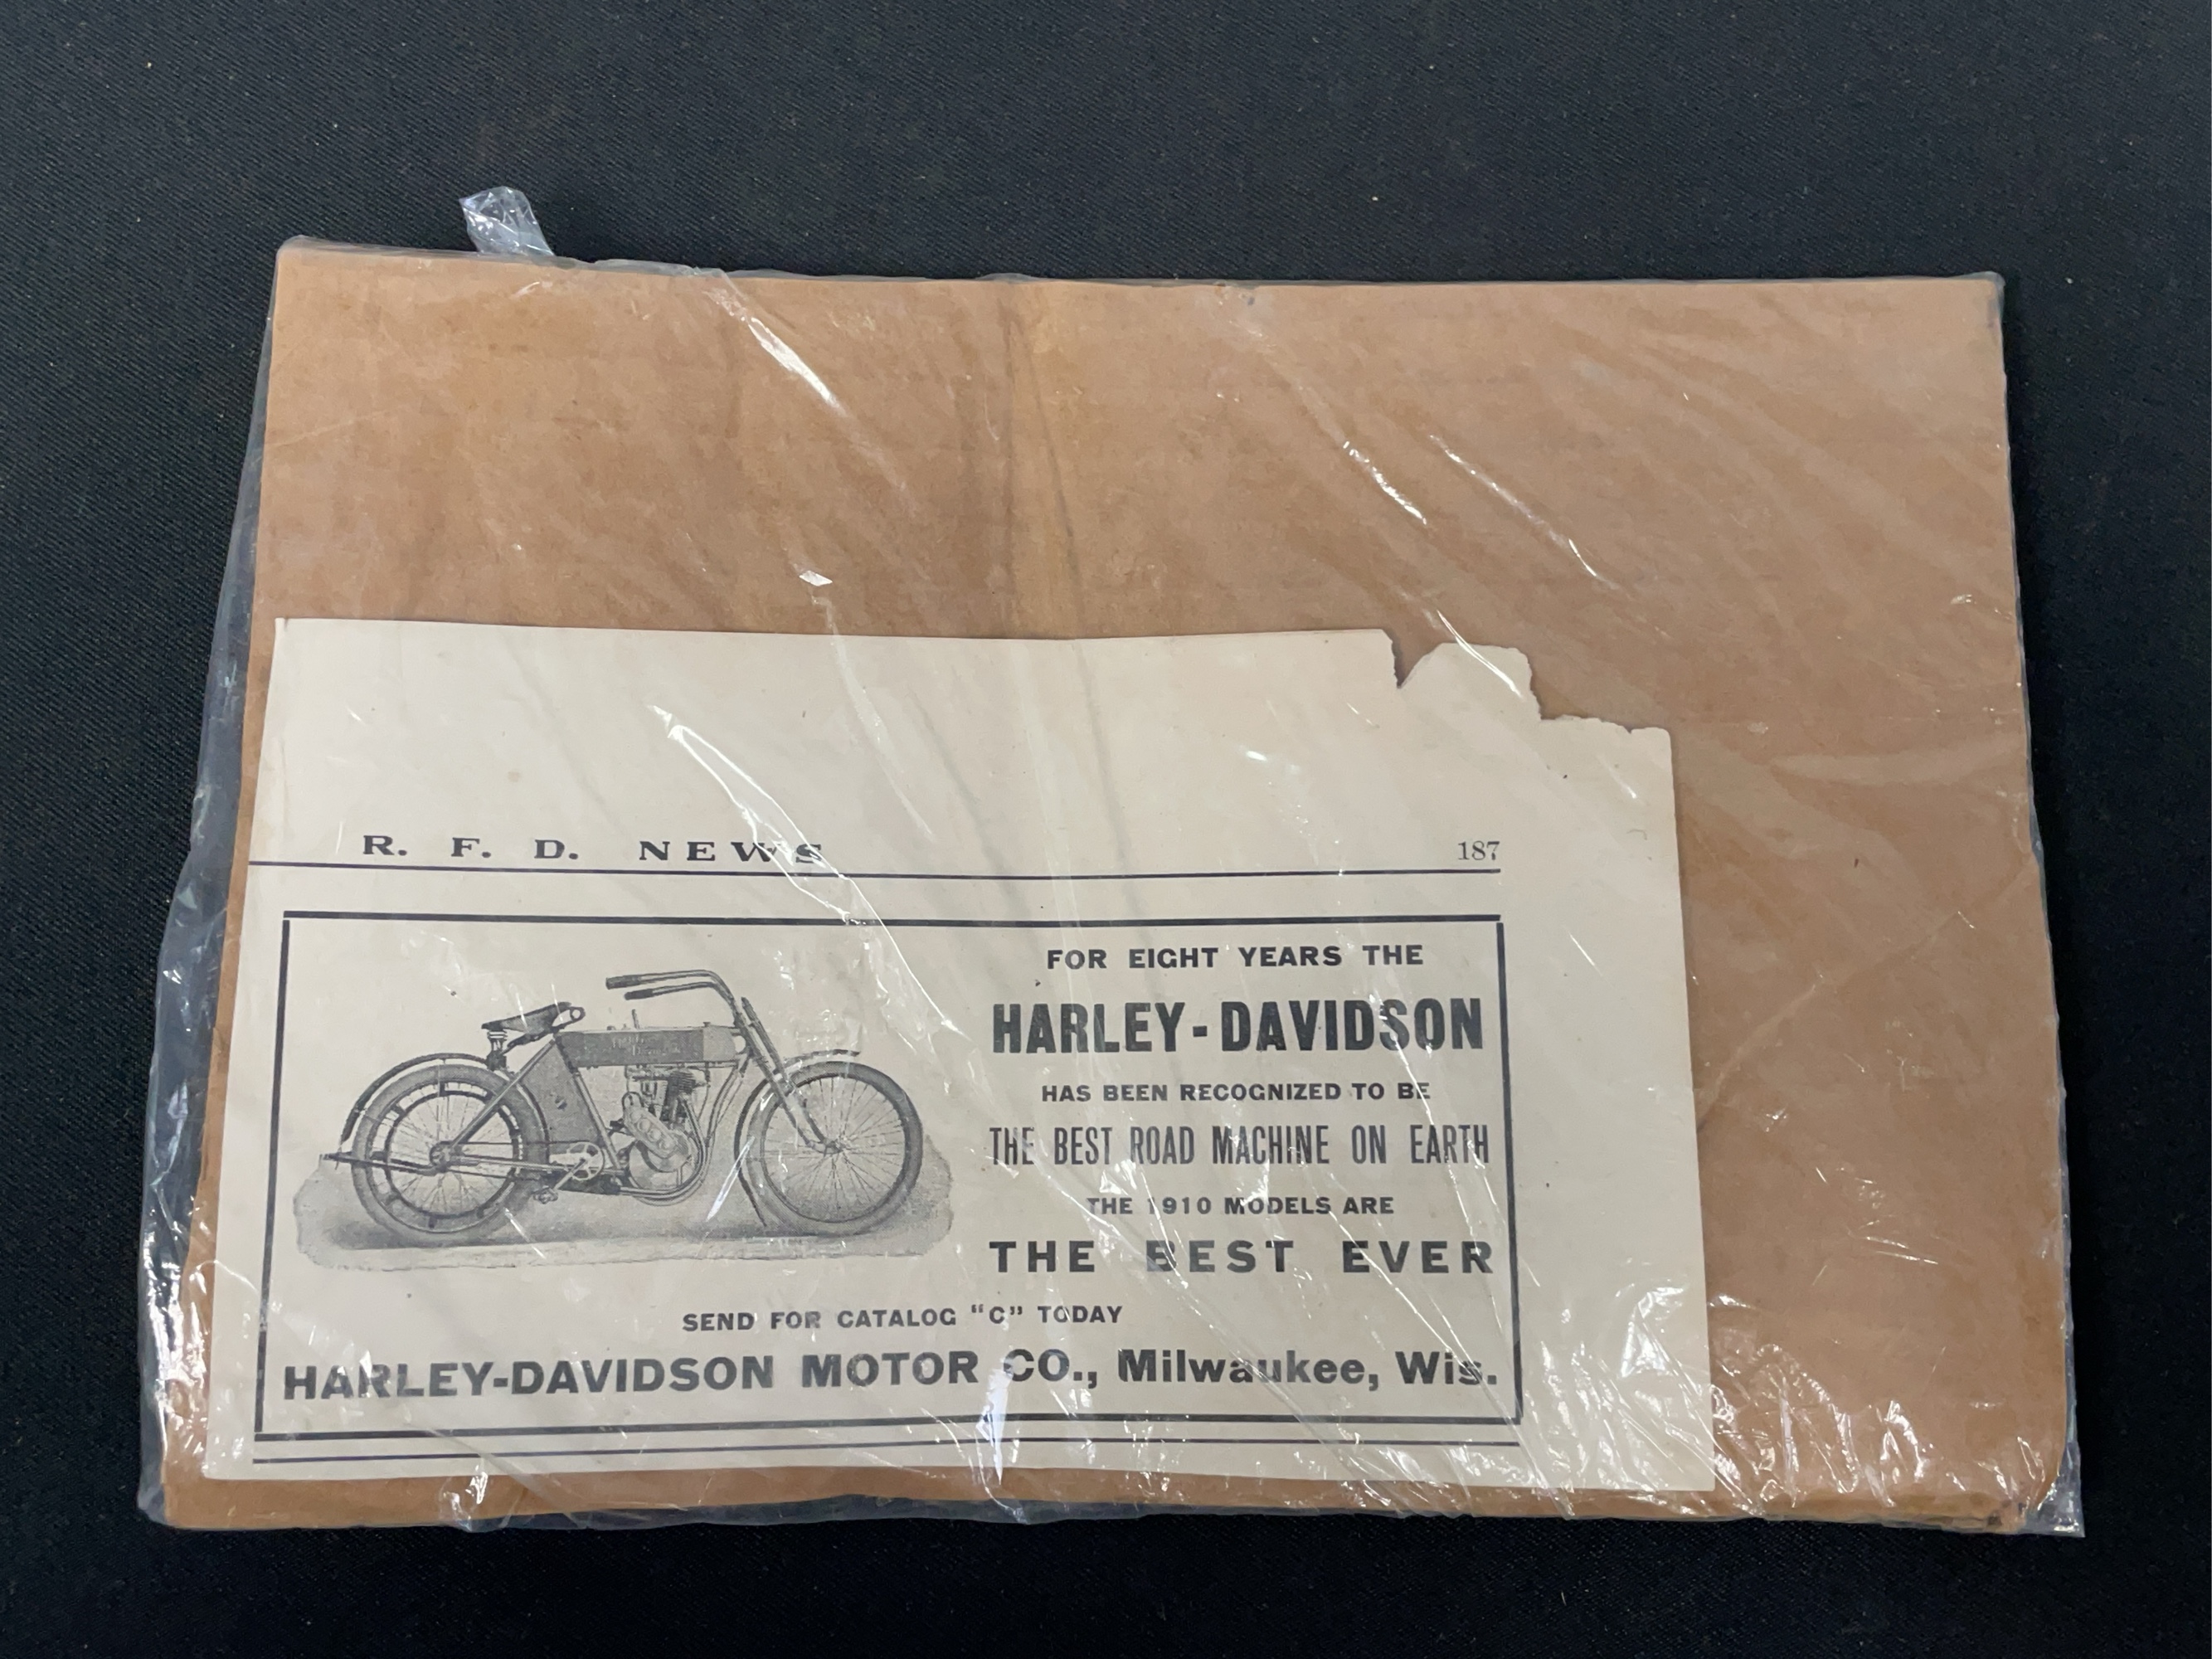 R. F. D. NEWS 187
FOR EIGHT YEARS THE
HARLEY-DAVIDSON
HAS BEEN RECOGNIZED TO BE
THE BEST ROAD MACHINE ON EARTH
THE 1910 MODELS ARE
THE BEST EVER
SEND FOR CATALOG "C" TODAY
HARLEY-DAVIDSON MOTOR CO., Milwaukee, Wis.